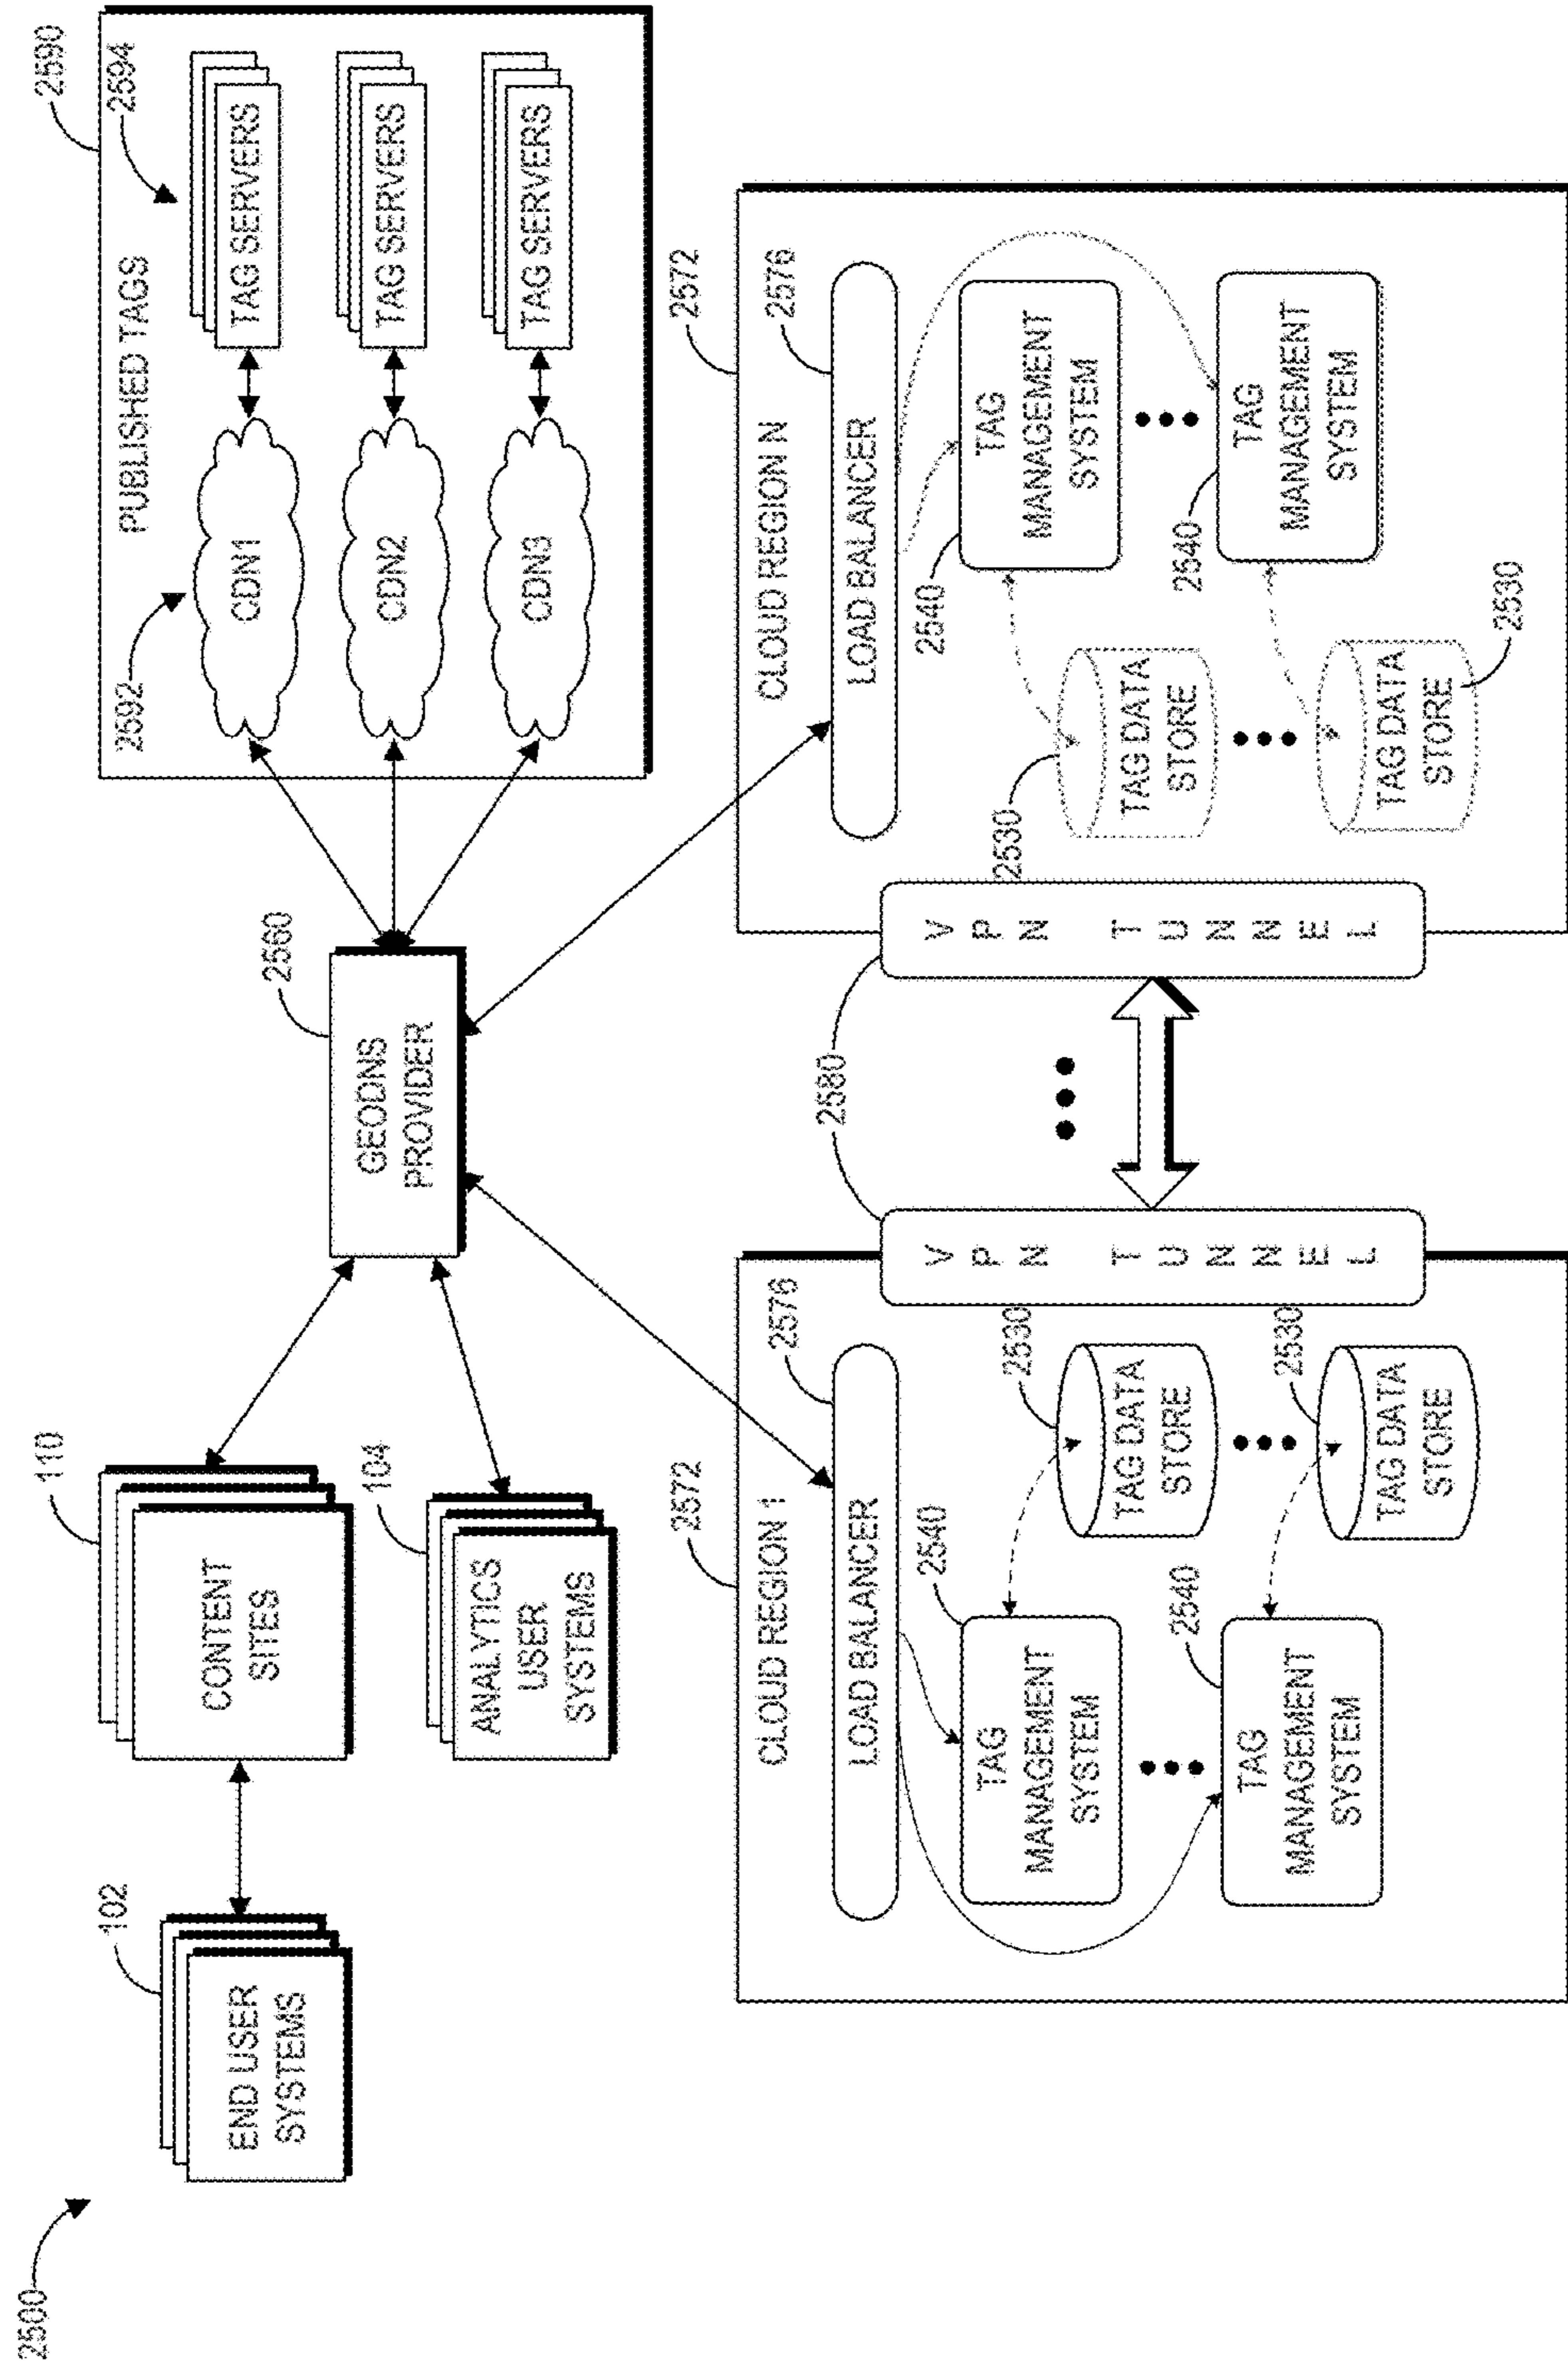 2500
102
END USER
SYSTEMS
110
CONTENT
SITES
104
ANALYTICS
USER
SYSTEMS
2560
GEODNS
PROVIDER
2590
PUBLISHED TAGS
2592
2594
CDN1
TAG SERVERS
CDN2
TAG SERVERS
CDN3
TAG SERVERS
2572
CLOUD REGION 1
2576
LOAD BALANCER
2540
TAG
MANAGEMENT
SYSTEM
2530
TAG DATA
STORE
2540
TAG
MANAGEMENT
SYSTEM
2530
TAG DATA
STORE
VPN TUNNEL
2580
VPN TUNNEL
2572
CLOUD REGION N
2576
LOAD BALANCER
2530
TAG DATA
STORE
2540
TAG
MANAGEMENT
SYSTEM
TAG DATA
STORE
2530
2540
TAG
MANAGEMENT
SYSTEM